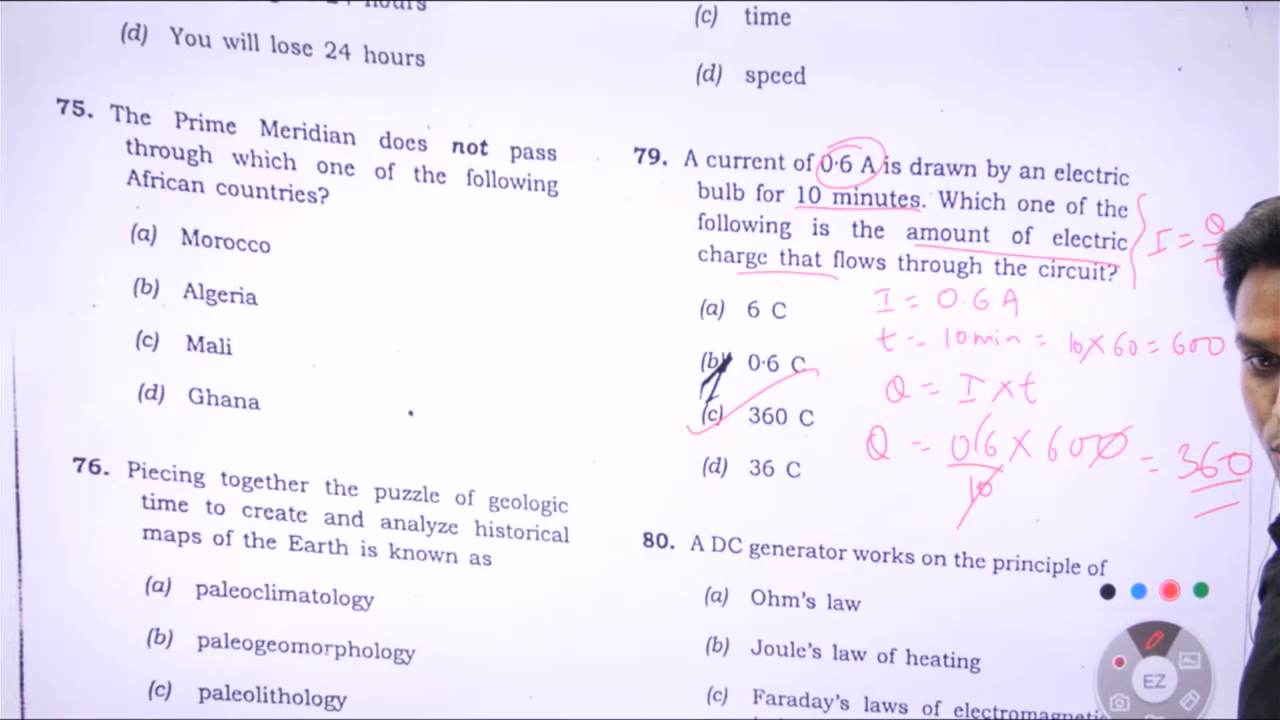 (d) You will lose 24 hours
75. The Prime Meridian does not pass
through which one of the following
African countries?
(a) Morocco
(b) Algeria
(c) Mali
(d) Ghana
76. Piecing together the puzzle of geologic
time to create and analyze historical
maps of the Earth is known as
(a) paleoclimatology
(b) paleogeomorphology
(c) paleolithology
(c) time
(d) speed
79. A current of 0·6 A is drawn by an electric
bulb for 10 minutes. Which one of the
following is the amount of electric
charge that flows through the circuit?
I = Q
(a) 6 C
(b) 0·6 C
(c) 360 C
(d) 36 C
I = 0.6 A
t = 10 min = 10 × 60 = 600
Q = I × t
Q = 06 × 600 = 360
10
80. A DC generator works on the principle of
(a) Ohm's law
(b) Joule's law of heating
(c) Faraday's laws of
EZ